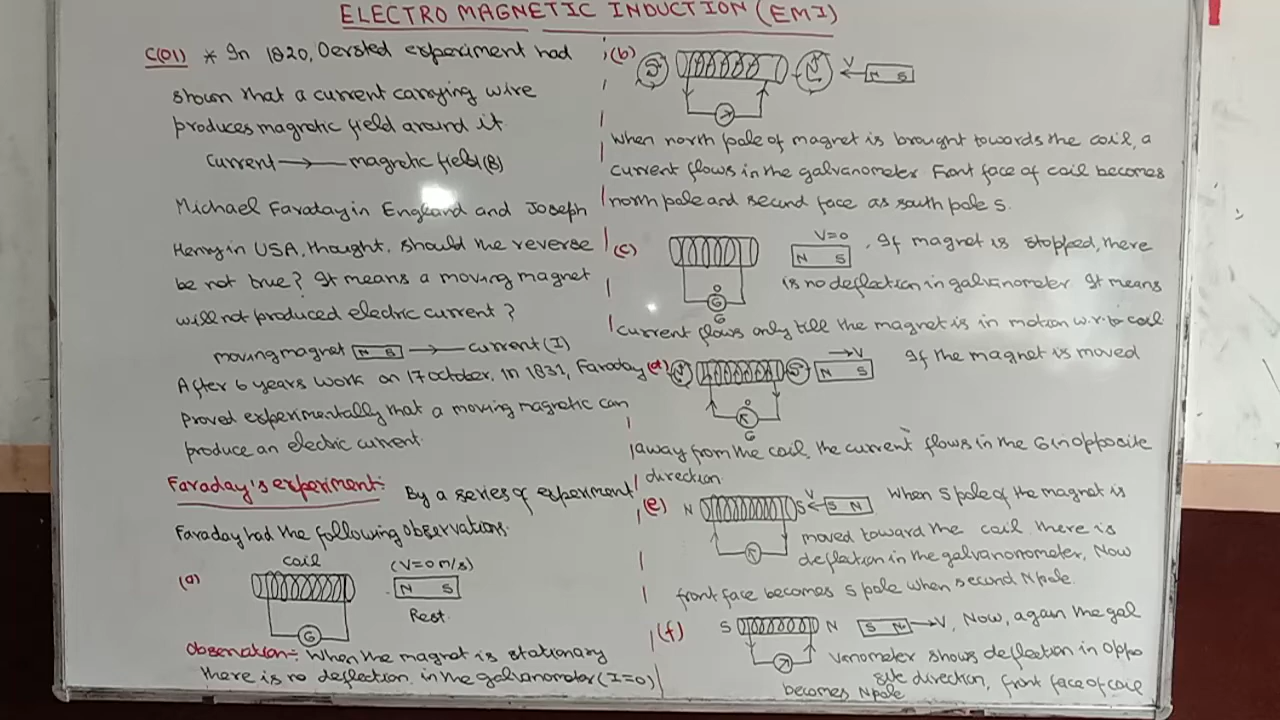 ELECTRO MAGNETIC INDUCTION (EMI)
C(01) * In 1820, Oersted experiment had
shown that a current carrying wire
produces magnetic field around it
Current → magnetic field (B)
Michael Faraday in England and Joseph
Henry in USA, thought, should the reverse
be not true? It means a moving magnet
will not produced electric current?
moving magnet N S → current (I)
After 6 years work on 17 October, In 1831, Faraday
proved experimentally that a moving magnetic can
produce an electric current.
Faraday's experiment:- By a series of experiment
Faraday had the following observations.
coil (V=0 m/s)
(a) N S
G Rest.
Observation:- When the magnet is stationary
there is no deflection in the galvanometer (I=0)
(b) S V N S
When north pole of magnet is brought towards the coil, a
current flows in the galvanometer Front face of coil becomes
north pole and second face as south pole S.
(c) V=0 N S , If magnet is stopped, there
is no deflection in galvanometer It means
0 G G
current flows only till the magnet is in motion w.r.to coil
(d) S → V N S If the magnet is moved
0 G
away from the coil, the current flows in the G in opposite
direction
(e) N S ← V S N When S pole of the magnet is
moved toward the coil there is
deflection in the galvanonometer, Now
front face becomes S pole when second N pole.
(f) S N S N → V, Now, again the gal
vanometer shows deflection in oppo
site direction, front face of coil
becomes N pole